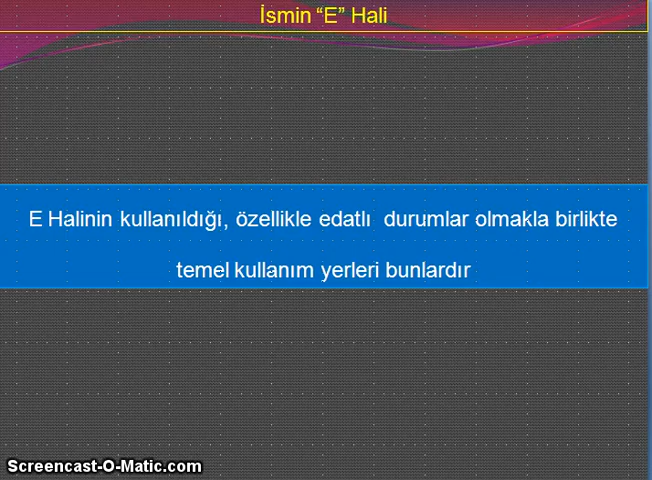 İsmin “E” Hali
E Halinin kullanıldığı, özellikle edatlı durumlar olmakla birlikte
temel kullanım yerleri bunlardır
Screencast-O-Matic.com